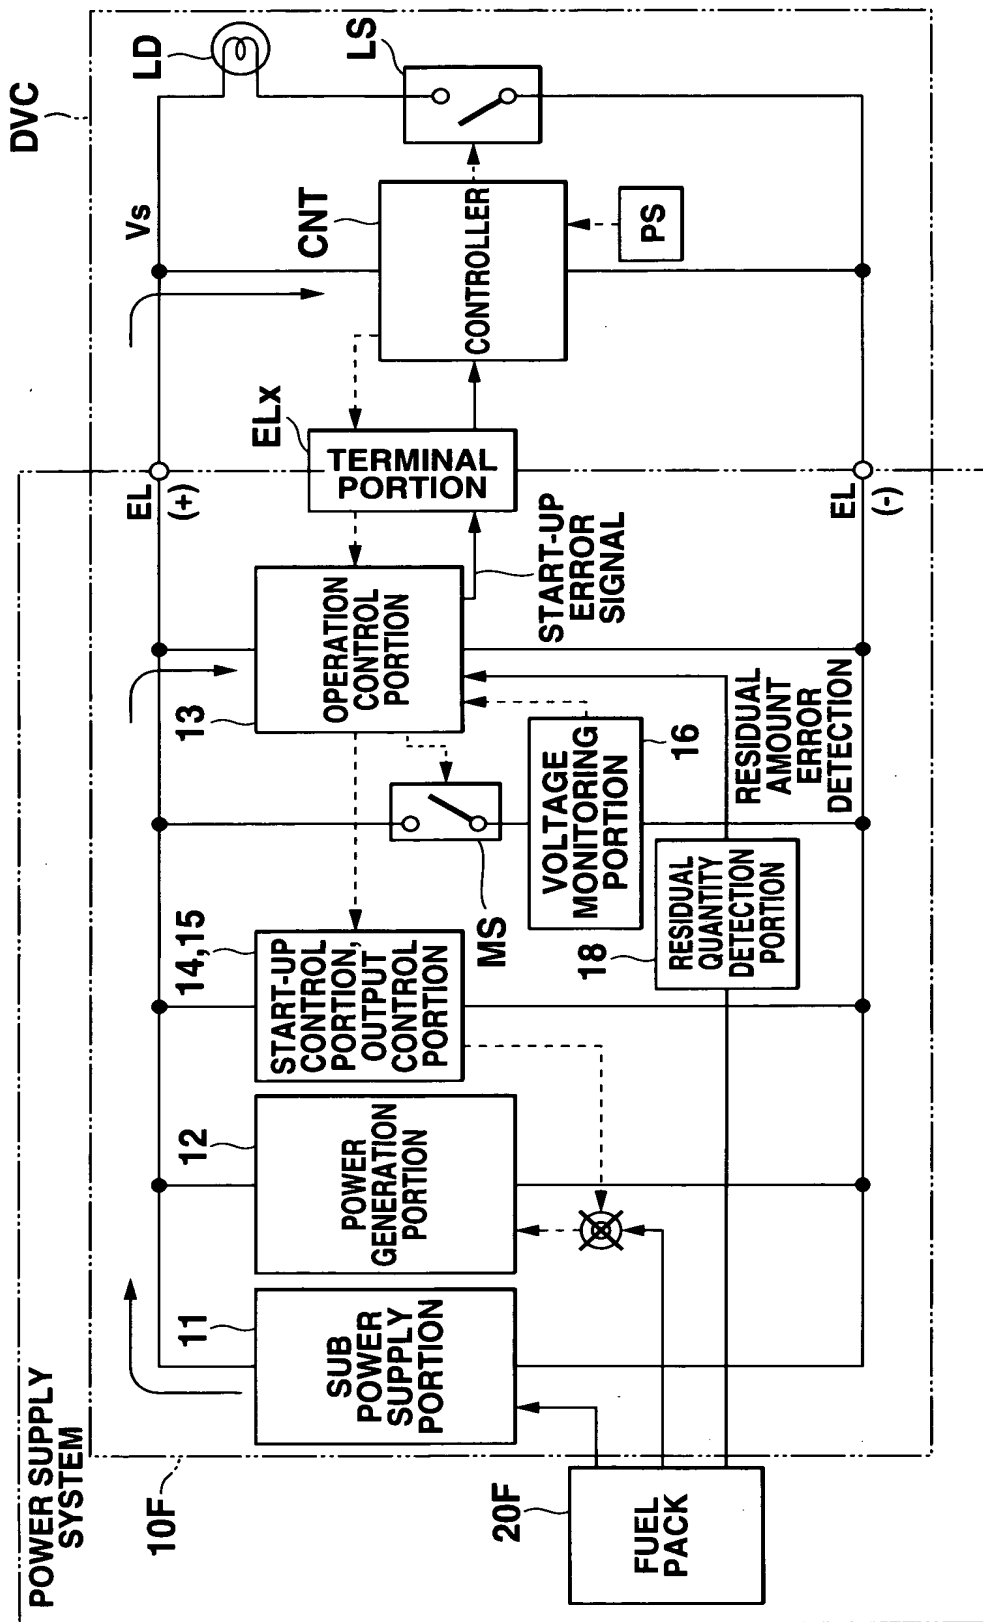 POWER SUPPLY
SYSTEM
DVC
10F
11
12
14,15
13
EL
(+)
ELx
Vs
LD
CNT
LS
SUB
POWER
SUPPLY
PORTION
POWER
GENERATION
PORTION
START-UP
CONTROL
PORTION,
OUTPUT
CONTROL
PORTION
OPERATION
CONTROL
PORTION
TERMINAL
PORTION
CONTROLLER
MS
START-UP
ERROR
SIGNAL
PS
20F
FUEL
PACK
18
VOLTAGE
MONITORING
PORTION
16
RESIDUAL
QUANTITY
DETECTION
PORTION
RESIDUAL
AMOUNT
ERROR
DETECTION
EL
(-)